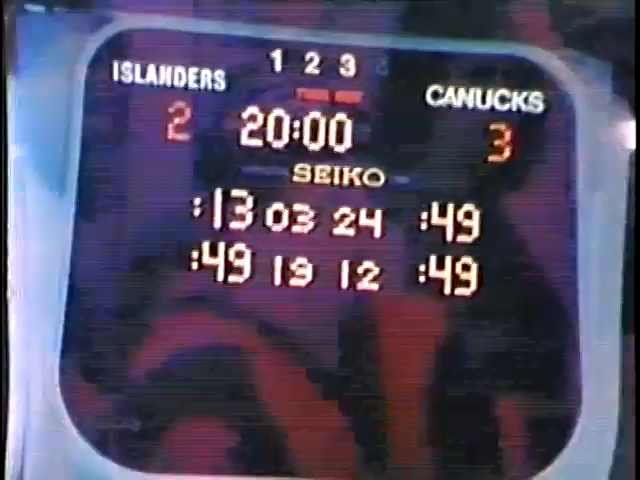 1 2 3
ISLANDERS CANUCKS
2 20:00 3
SEIKO
:13 03 24 :49
:49 19 12 :49